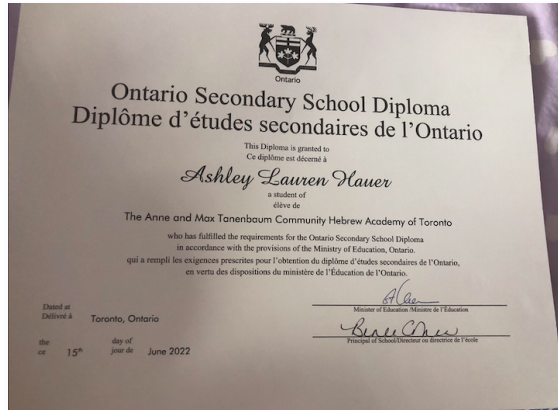 Ontario
Ontario Secondary School Diploma
Diplôme d'études secondaires de l'Ontario
This Diploma is granted to
Ce diplôme est décerné à
Ashley Lauren Hauer
a student of
élève de
The Anne and Max Tanenbaum Community Hebrew Academy of Toronto
who has fulfilled the requirements for the Ontario Secondary School Diploma
in accordance with the provisions of the Ministry of Education, Ontario.
qui a rempli les exigences prescrites pour l'obtention du diplôme d'études secondaires de l'Ontario,
en vertu des dispositions du ministère de l'Éducation de l'Ontario.
Minister of Education /Ministre de l'Éducation
Dated at
Délivré à Toronto, Ontario
Principal of School/Directeur ou directrice de l'école
the day of
ce 15th jour de June 2022